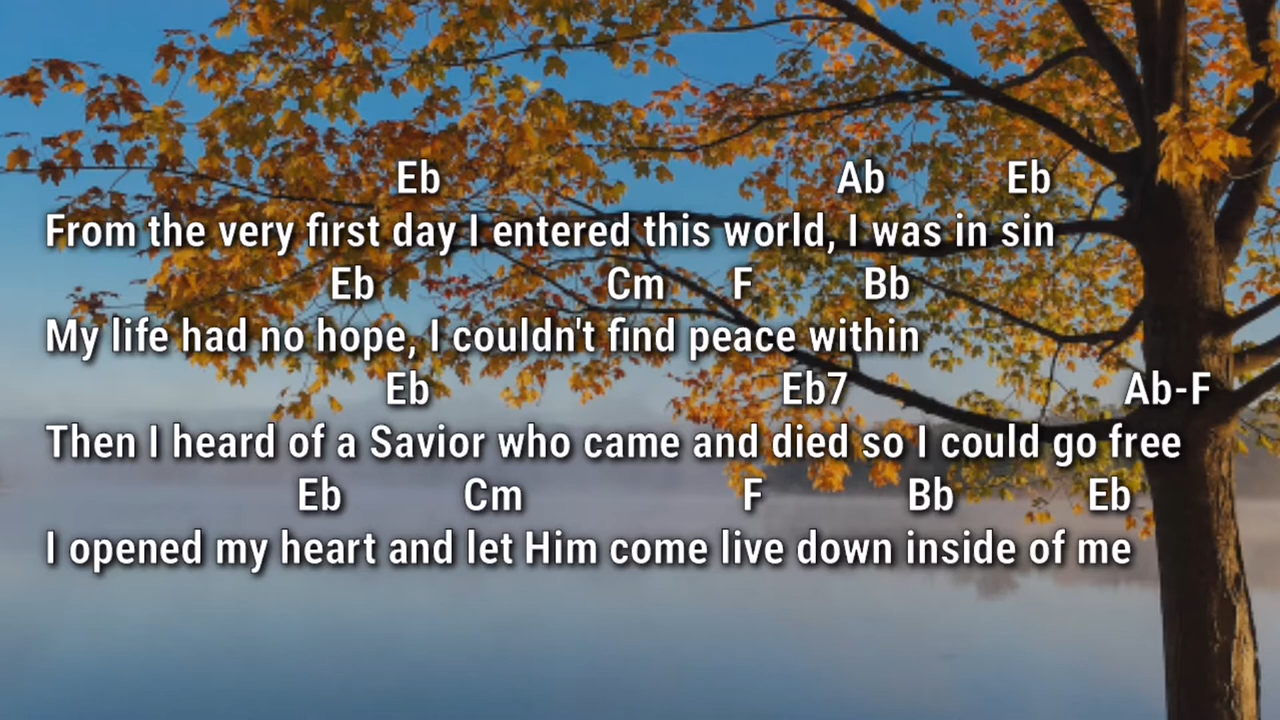 Eb Ab Eb
From the very first day I entered this world, I was in sin
Eb Cm F Bb
My life had no hope, I couldn't find peace within
Eb Eb7 Ab-F
Then I heard of a Savior who came and died so I could go free
Eb Cm F Bb Eb
I opened my heart and let Him come live down inside of me